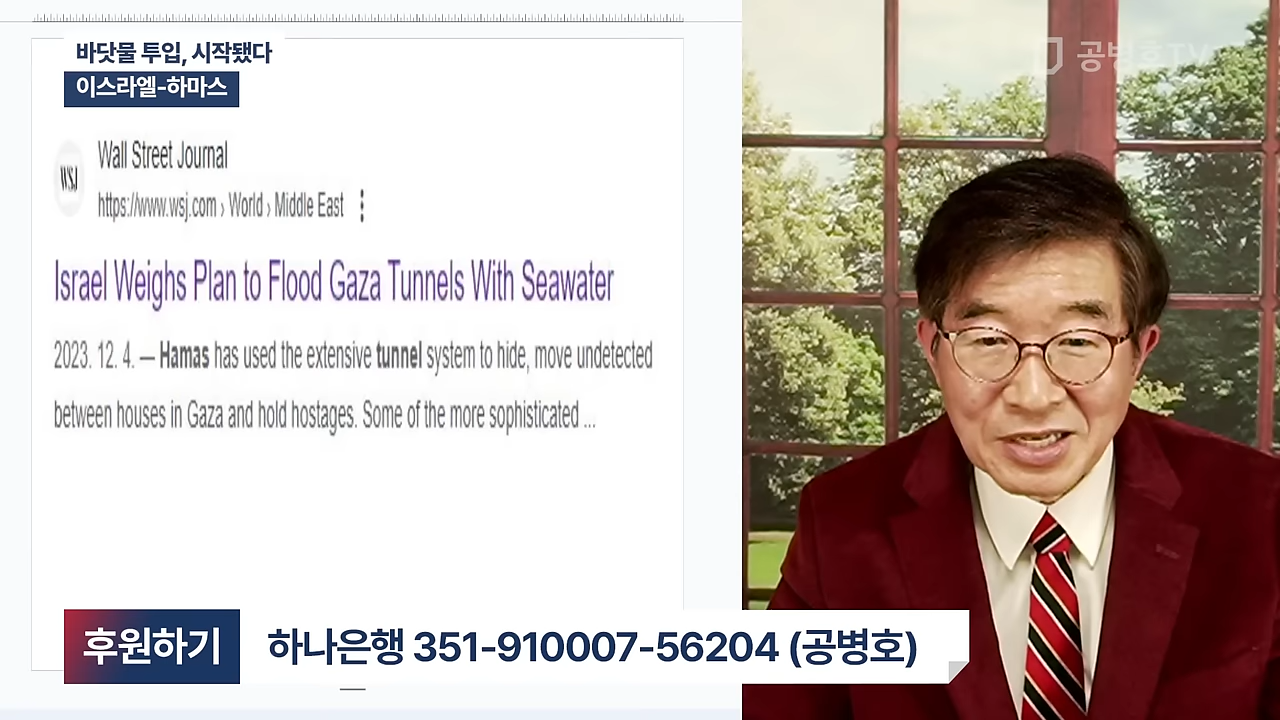 바닷물 투입, 시작됐다
이스라엘-하마스
공병호TV
WSJ
Wall Street Journal
https://www.wsj.com › World › Middle East
Israel Weighs Plan to Flood Gaza Tunnels With Seawater
2023. 12. 4. — Hamas has used the extensive tunnel system to hide, move undetected
between houses in Gaza and hold hostages. Some of the more sophisticated ...
후원하기
하나은행 351-910007-56204 (공병호)